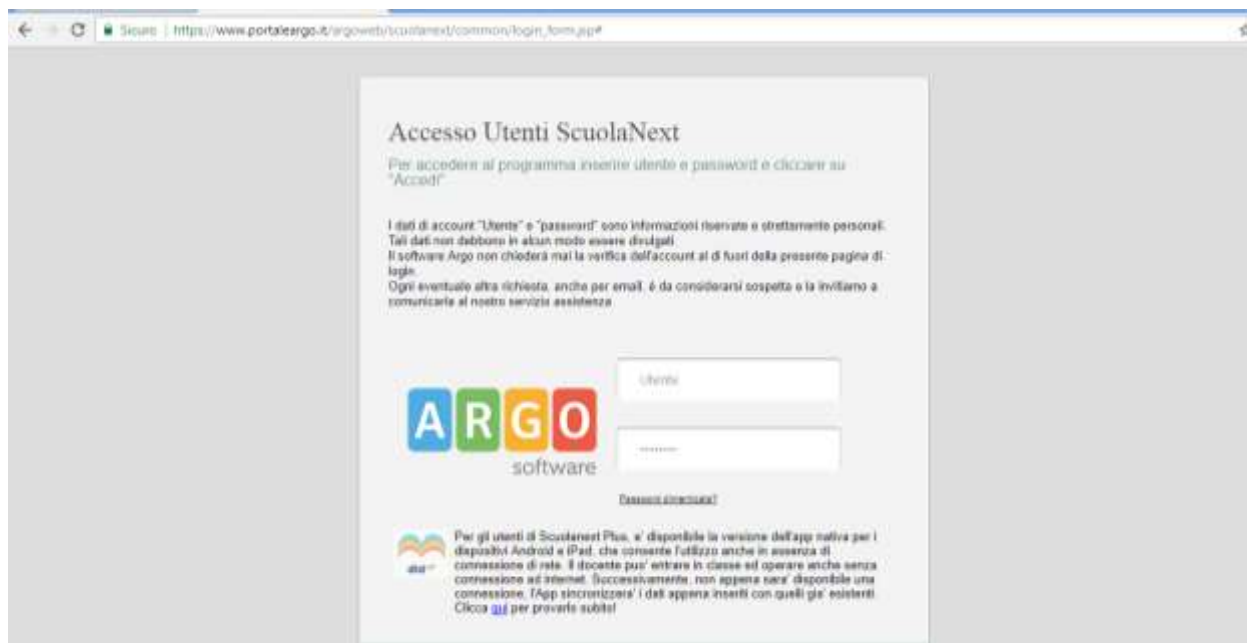 Sicuro | https://www.portaleargo.it/argoweb/scuolanext/common/login_form.jsp#
Accesso Utenti ScuolaNext
Per accedere al programma inserire utente e password e cliccare su
"Accedi"
I dati di account "Utente" e "password" sono informazioni riservate e strettamente personali.
Tali dati non debbono in alcun modo essere divulgati
Il software Argo non chiederà mai la verifica dell'account al di fuori della presente pagina di
login.
Ogni eventuale altra richiesta, anche per email, è da considerarsi sospetta e la invitiamo a
comunicarla al nostro servizio assistenza
Utente
ARGO
software
Password dimenticata?
Per gli utenti di Scuolanext Plus, e' disponibile la versione dell'app nativa per i
dispositivi Android e iPad, che consente l'utilizzo anche in assenza di
connessione di rete. Il docente puo' entrare in classe ed operare anche senza
connessione ad Internet. Successivamente, non appena sara' disponibile una
connessione, l'App sincronizzera' i dati appena inseriti con quelli gia' esistenti.
Clicca qui per provarlo subito!